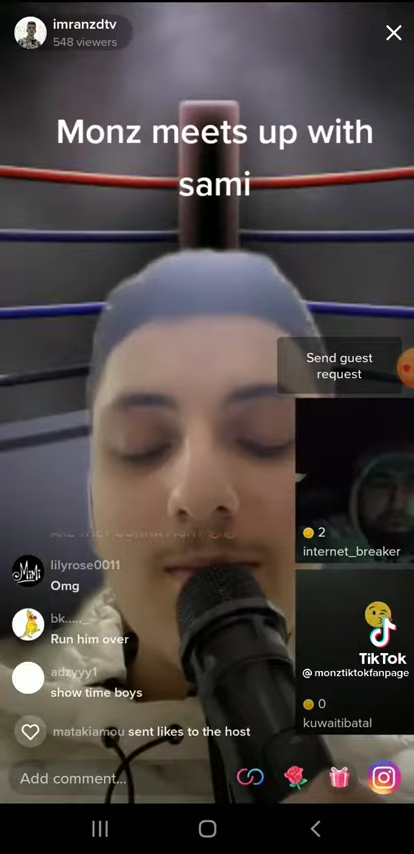 imranzdtv
548 viewers
Monz meets up with
sami
Send guest
request
2
internet_breaker
lilyrose0011
Omg
bk....._
Run him over
adzyyy1
show time boys
TikTok
@monztiktokfanpage
0
kuwaitibatal
matakiamou sent likes to the host
Add comment...